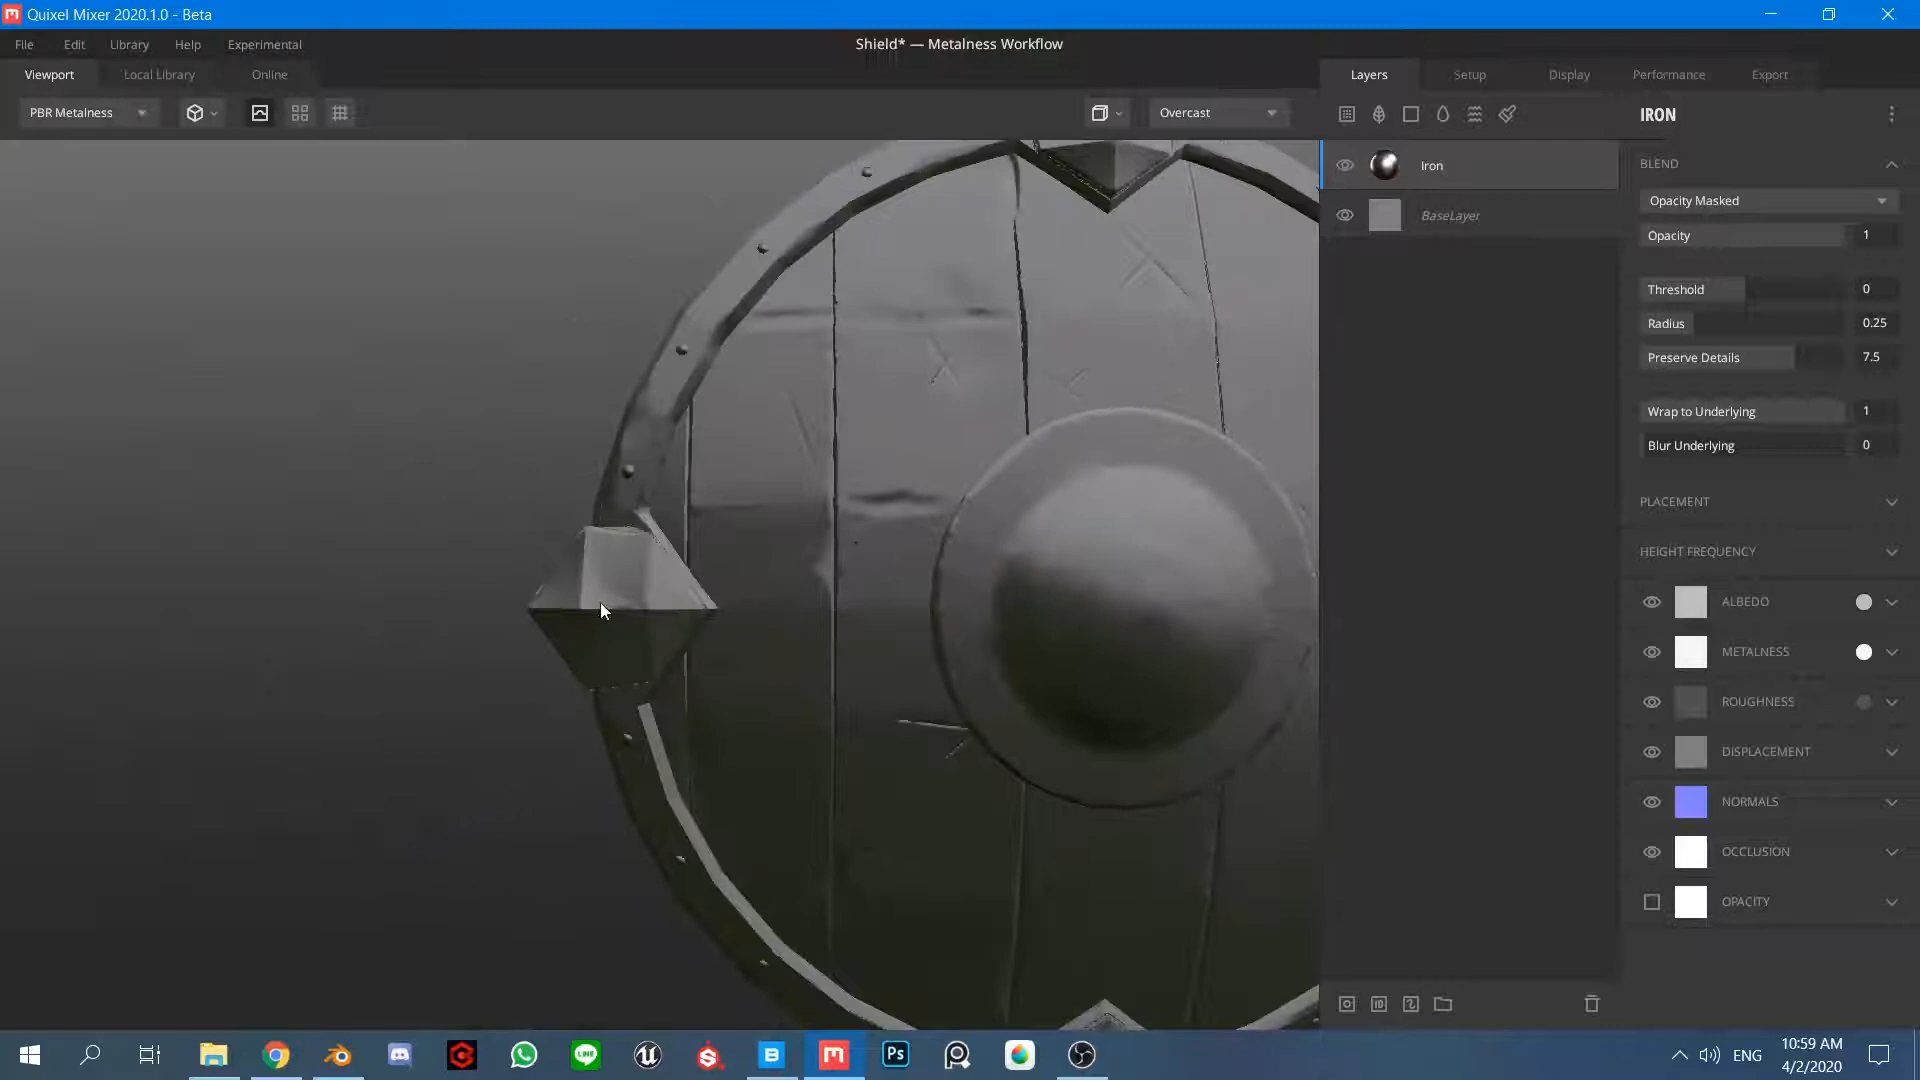 Quixel Mixer 2020.1.0 - Beta
File Edit Library Help Experimental
Shield* — Metalness Workflow
Viewport Local Library Online
Layers Setup Display Performance Export
PBR Metalness
Overcast
IRON
Iron
BaseLayer
BLEND
Opacity Masked
Opacity 1
Threshold 0
Radius 0.25
Preserve Details 7.5
Wrap to Underlying 1
Blur Underlying 0
PLACEMENT
HEIGHT FREQUENCY
ALBEDO
METALNESS
ROUGHNESS
DISPLACEMENT
NORMALS
OCCLUSION
OPACITY
ENG
10:59 AM
4/2/2020